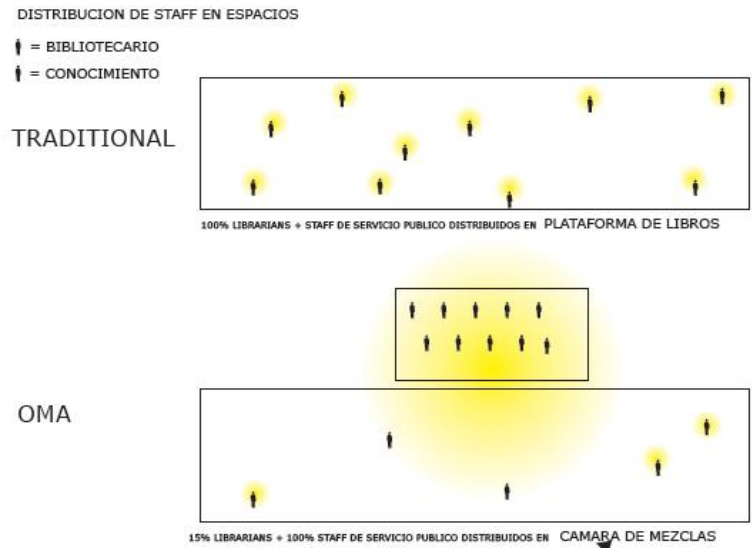 DISTRIBUCION DE STAFF EN ESPACIOS
= BIBLIOTECARIO
= CONOCIMIENTO
TRADITIONAL
100% LIBRARIANS + STAFF DE SERVICIO PUBLICO DISTRIBUIDOS EN PLATAFORMA DE LIBROS
OMA
15% LIBRARIANS + 100% STAFF DE SERVICIO PUBLICO DISTRIBUIDOS EN CAMARA DE MEZCLAS